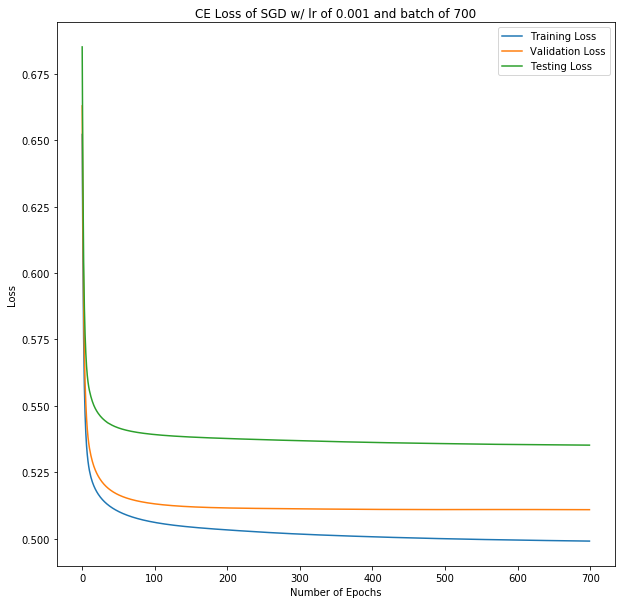 CE Loss of SGD w/ lr of 0.001 and batch of 700
Training Loss
Validation Loss
Testing Loss
0.675
0.650
0.625
0.600
0.575
0.550
0.525
0.500
Loss
0 100 200 300 400 500 600 700
Number of Epochs